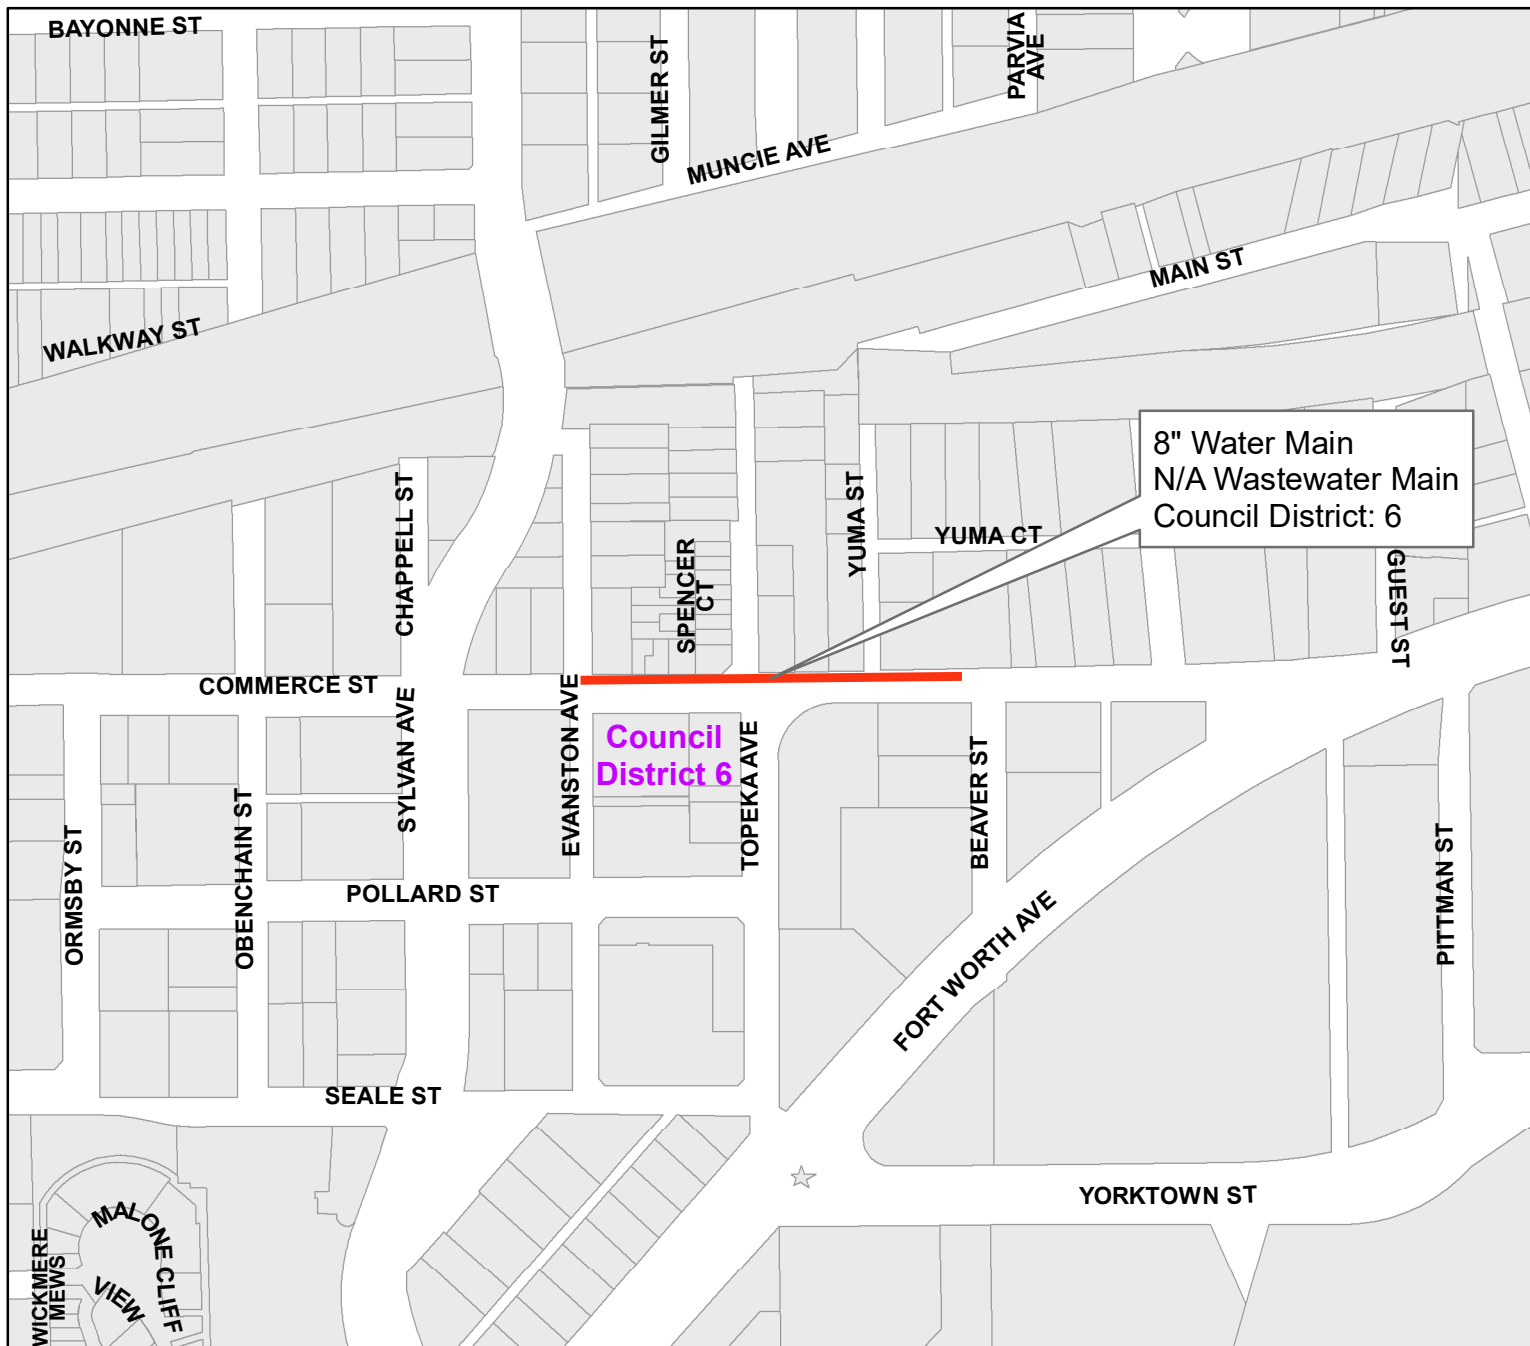 BAYONNE ST
GILMER ST
PARVIA
AVE
MUNCIE AVE
MAIN ST
WALKWAY ST
8" Water Main
N/A Wastewater Main
Council District: 6
CHAPPELL ST
YUMA ST
YUMA CT
SPENCER
CT
GUEST ST
COMMERCE ST
SYLVAN AVE
EVANSTON AVE
Council
District 6
TOPEKA AVE
BEAVER ST
ORMSBY ST
OBENCHAIN ST
POLLARD ST
PITTMAN ST
FORT WORTH AVE
SEALE ST
YORKTOWN ST
WICKMERE
MEWS
MALONE CLIFF
VIEW